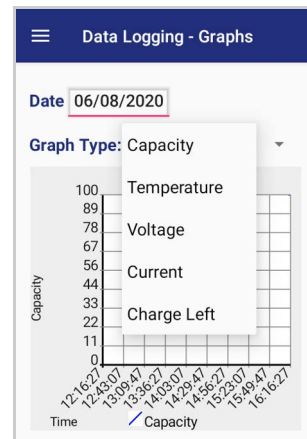 Data Logging - Graphs
Date 06/08/2020
Graph Type:
Capacity
Temperature
Voltage
Current
Charge Left
Capacity
100
89
78
67
56
44
33
22
11
0
12:16:27
12:43:07
13:09:47
13:36:27
14:03:07
14:29:47
14:56:27
15:23:07
15:49:47
16:16:27
Time
Capacity